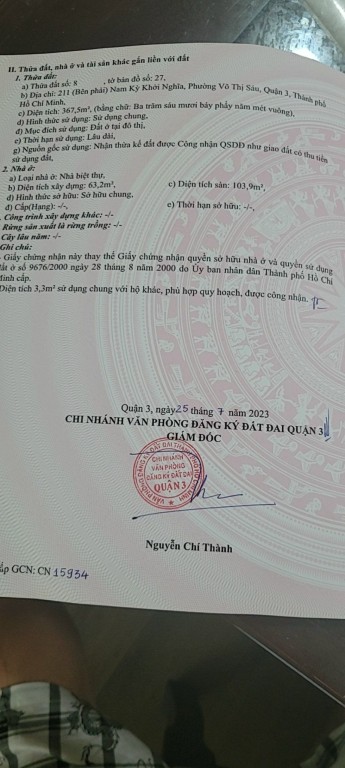 II. Thửa đất, nhà ở và tài sản khác gắn liền với đất
1. Thửa đất:
a) Thửa đất số: 8 , tờ bản đồ số: 27,
b) Địa chỉ: 211 (Bên phải) Nam Kỳ Khởi Nghĩa, Phường Võ Thị Sáu, Quận 3, Thành phố
Hồ Chí Minh,
c) Diện tích: 367,5m², (bằng chữ: Ba trăm sáu mươi bảy phẩy năm mét vuông),
d) Hình thức sử dụng: Sử dụng chung,
đ) Mục đích sử dụng: Đất ở tại đô thị,
e) Thời hạn sử dụng: Lâu dài,
g) Nguồn gốc sử dụng: Nhận thừa kế đất được Công nhận QSDĐ như giao đất có thu tiền
sử dụng đất,
2. Nhà ở:
a) Loại nhà ở: Nhà biệt thự,
b) Diện tích xây dựng: 63,2m², c) Diện tích sàn: 103,9m²,
d) Hình thức sở hữu: Sở hữu chung,
đ) Cấp(Hạng): -/-, e) Thời hạn sở hữu: -/-,
. Công trình xây dựng khác: -/-
Rừng sản xuất là rừng trồng: -/-
Cây lâu năm: -/-
Ghi chú:
Giấy chứng nhận này thay thế Giấy chứng nhận quyền sở hữu nhà ở và quyền sử dụng
đất ở số 9676/2000 ngày 28 tháng 8 năm 2000 do Ủy ban nhân dân Thành phố Hồ Chí
Minh cấp.
Diện tích 3,3m² sử dụng chung với hộ khác, phù hợp quy hoạch, được công nhận.
Quận 3, ngày 25 tháng 7 năm 2023
CHI NHÁNH VĂN PHÒNG ĐĂNG KÝ ĐẤT ĐAI QUẬN 3
GIÁM ĐỐC
CHI NHÁNH
VĂN PHÒNG
ĐĂNG KÝ ĐẤT ĐAI
QUẬN 3
Nguyễn Chí Thành
cấp GCN: CN 15934